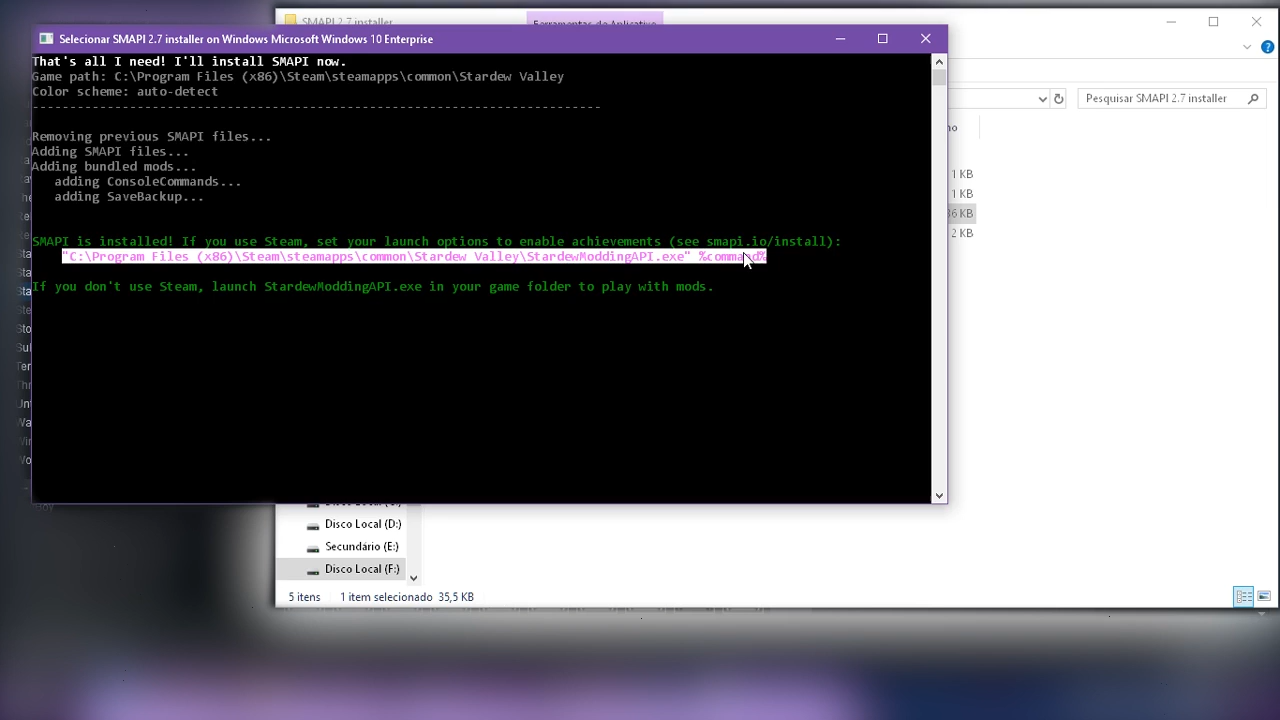 SMAPI 2.7 installer
Ferramentas de Aplicativo
Selecionar SMAPI 2.7 installer on Windows Microsoft Windows 10 Enterprise
That's all I need! I'll install SMAPI now.
Game path: C:\Program Files (x86)\Steam\steamapps\common\Stardew Valley
Color scheme: auto-detect
----------------------------------------------------------------------------
Removing previous SMAPI files...
Adding SMAPI files...
Adding bundled mods...
adding ConsoleCommands...
adding SaveBackup...
SMAPI is installed! If you use Steam, set your launch options to enable achievements (see smapi.io/install):
"C:\Program Files (x86)\Steam\steamapps\common\Stardew Valley\StardewModdingAPI.exe" %command%
If you don't use Steam, launch StardewModdingAPI.exe in your game folder to play with mods.
Pesquisar SMAPI 2.7 installer
1 KB
1 KB
36 KB
2 KB
Disco Local (D:)
Secundário (E:)
Disco Local (F:)
5 itens
1 item selecionado 35,5 KB